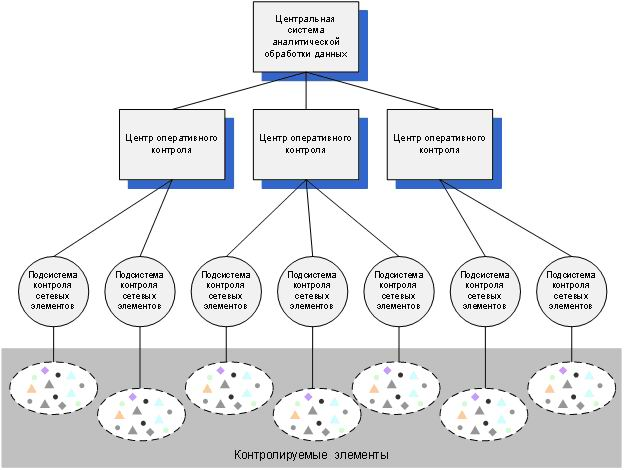 Центральная
система
аналитической
обработки данных
Центр оперативного
контроля
Центр оперативного
контроля
Центр оперативного
контроля
Подсистема
контроля
сетевых
элементов
Подсистема
контроля
сетевых
элементов
Подсистема
контроля
сетевых
элементов
Подсистема
контроля
сетевых
элементов
Подсистема
контроля
сетевых
элементов
Подсистема
контроля
сетевых
элементов
Подсистема
контроля
сетевых
элементов
Контролируемые элементы